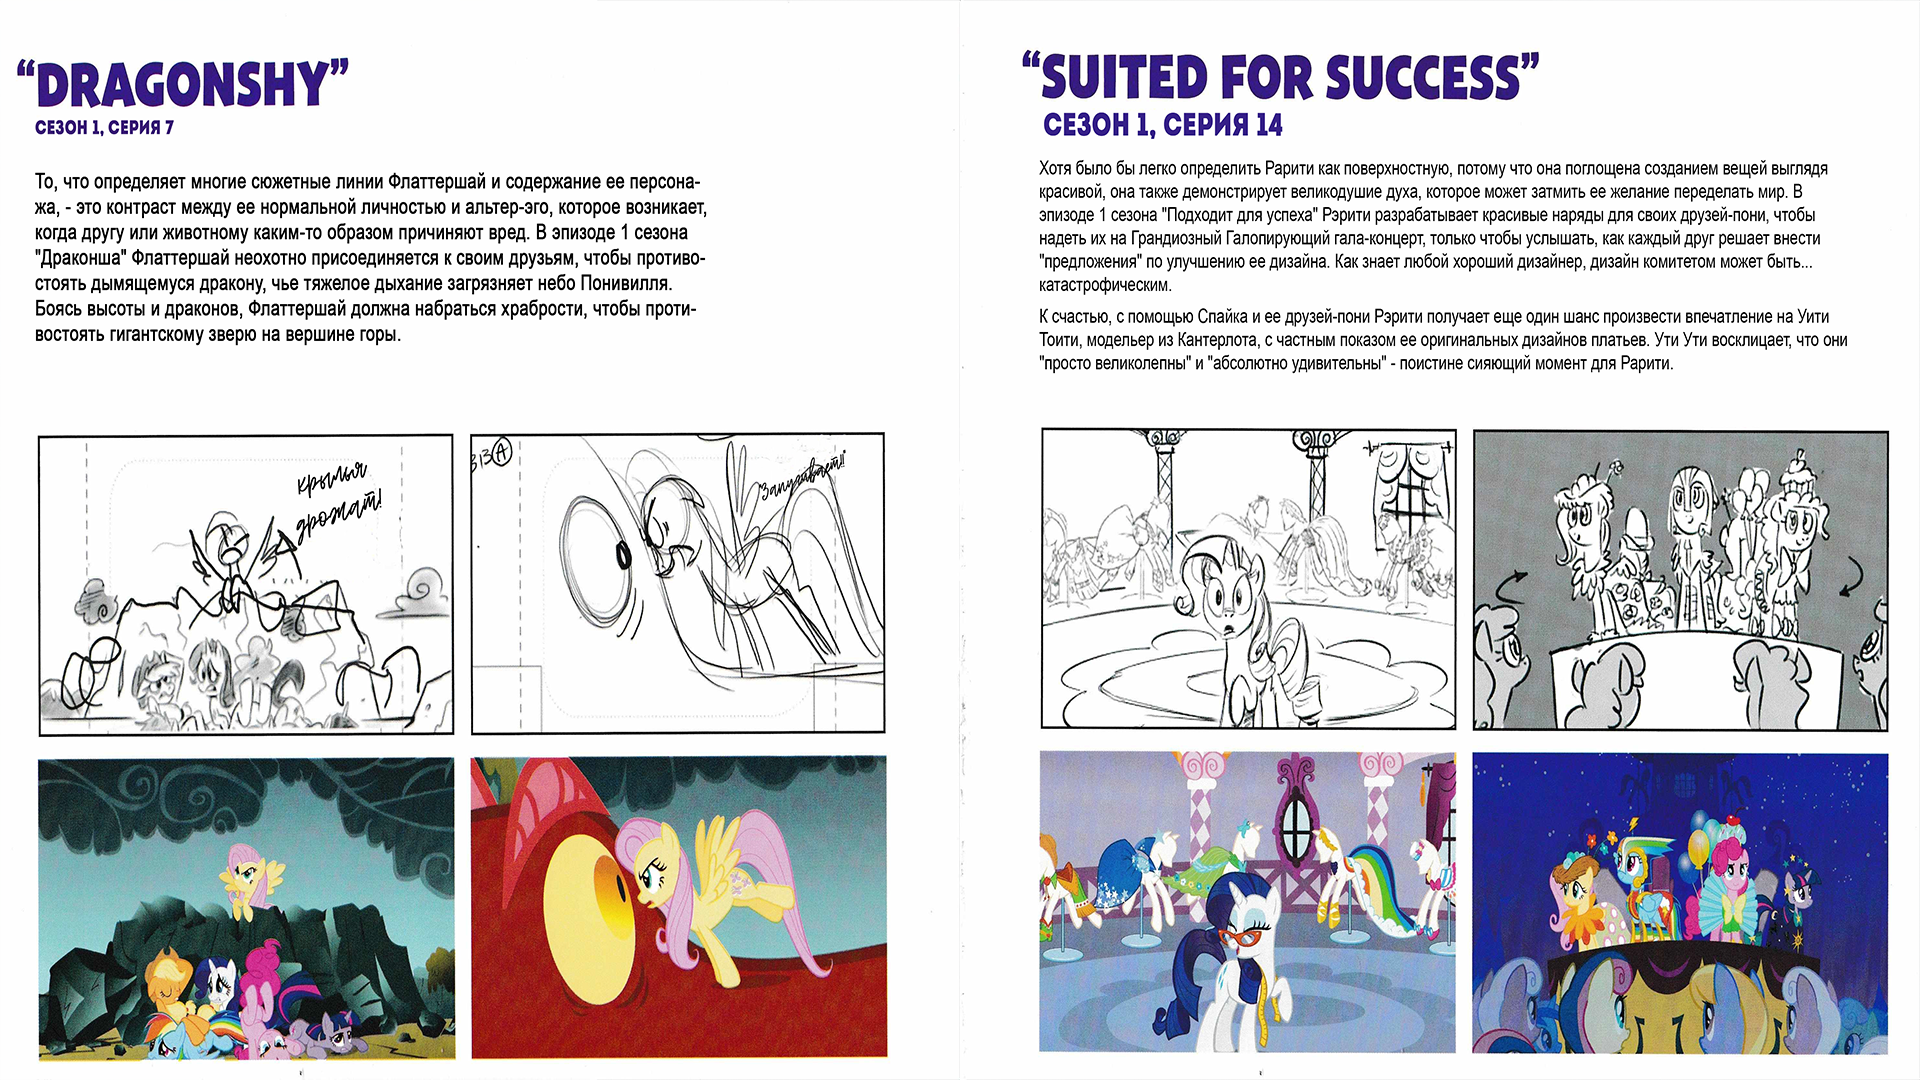 “DRAGONSHY”
СЕЗОН 1, СЕРИЯ 7
То, что определяет многие сюжетные линии Флаттершай и содержание ее персона-
жа, - это контраст между ее нормальной личностью и альтер-эго, которое возникает,
когда другу или животному каким-то образом причиняют вред. В эпизоде 1 сезона
"Драконша" Флаттершай неохотно присоединяется к своим друзьям, чтобы противо-
стоять дымящемуся дракону, чье тяжелое дыхание загрязняет небо Понивилля.
Боясь высоты и драконов, Флаттершай должна набраться храбрости, чтобы проти-
востоять гигантскому зверю на вершине горы.
крылья
дрожат!
313 A
Запугивает!!
“SUITED FOR SUCCESS”
СЕЗОН 1, СЕРИЯ 14
Хотя было бы легко определить Рарити как поверхностную, потому что она поглощена созданием вещей выглядя
красивой, она также демонстрирует великодушие духа, которое может затмить ее желание переделать мир. В
эпизоде 1 сезона "Подходит для успеха" Рэрити разрабатывает красивые наряды для своих друзей-пони, чтобы
надеть их на Грандиозный Галопирующий гала-концерт, только чтобы услышать, как каждый друг решает внести
"предложения" по улучшению ее дизайна. Как знает любой хороший дизайнер, дизайн комитетом может быть...
катастрофическим.
К счастью, с помощью Спайка и ее друзей-пони Рэрити получает еще один шанс произвести впечатление на Уити
Тоити, модельер из Кантерлота, с частным показом ее оригинальных дизайнов платьев. Ути Ути восклицает, что они
"просто великолепны" и "абсолютно удивительны" - поистине сияющий момент для Рарити.